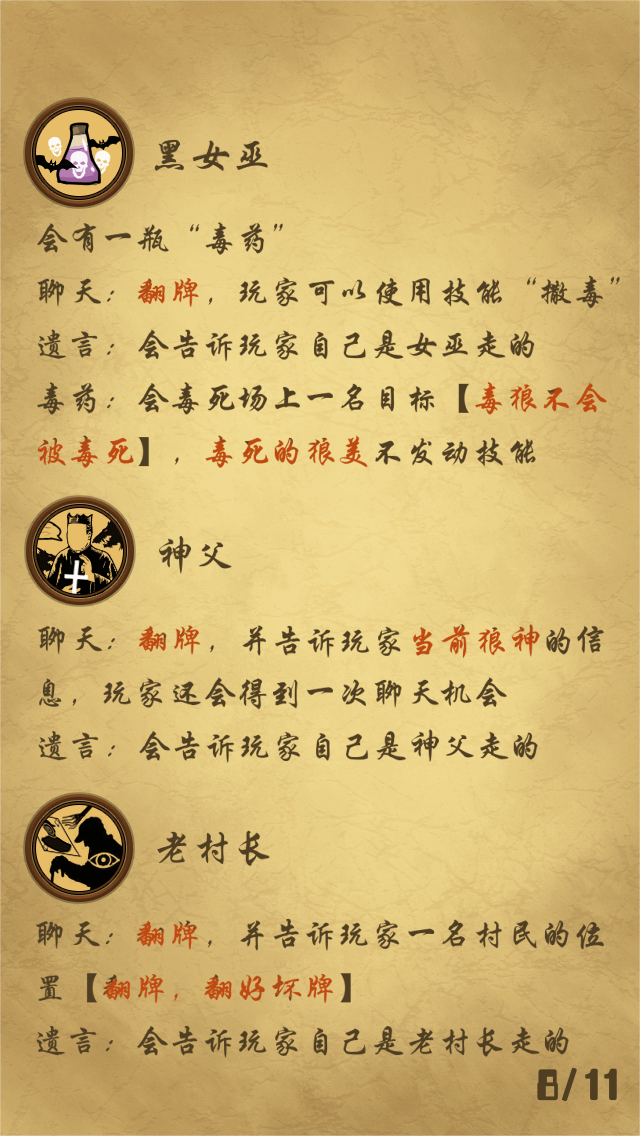 黑女巫
会有一瓶“毒药”
聊天：翻牌，玩家可以使用技能“撒毒”
遗言：会告诉玩家自己是女巫走的
毒药：会毒死场上一名目标【毒狼不会
被毒死】，毒死的狼美不发动技能
神父
聊天：翻牌，并告诉玩家当前狼神的信
息，玩家还会得到一次聊天机会
遗言：会告诉玩家自己是神父走的
老村长
聊天：翻牌，并告诉玩家一名村民的位
置【翻牌，翻好坏牌】
遗言：会告诉玩家自己是老村长走的
8/11